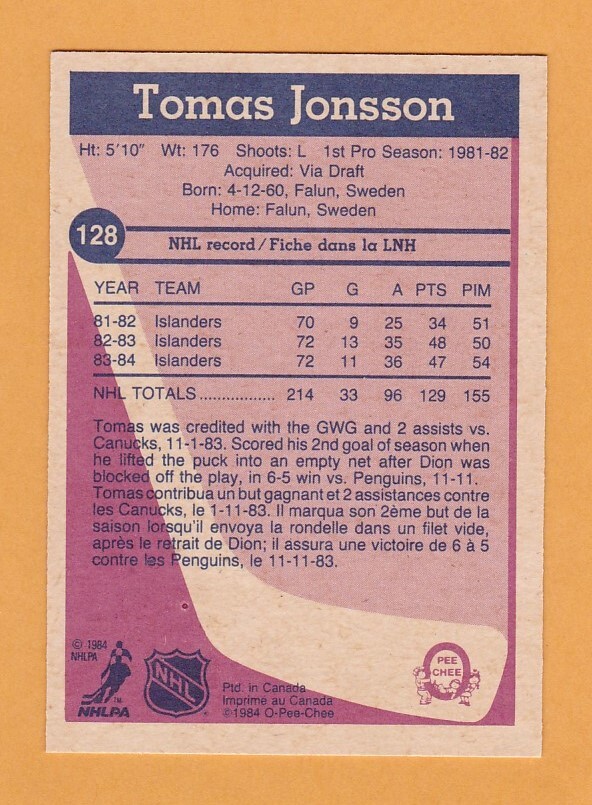 Tomas Jonsson
Ht: 5'10" Wt: 176 Shoots: L 1st Pro Season: 1981-82
Acquired: Via Draft
Born: 4-12-60, Falun, Sweden
Home: Falun, Sweden
128
NHL record/Fiche dans la LNH
YEAR TEAM GP G A PTS PIM
81-82 Islanders 70 9 25 34 51
82-83 Islanders 72 13 35 48 50
83-84 Islanders 72 11 36 47 54
NHL TOTALS................. 214 33 96 129 155
Tomas was credited with the GWG and 2 assists vs.
Canucks, 11-1-83. Scored his 2nd goal of season when
he lifted the puck into an empty net after Dion was
blocked off the play, in 6-5 win vs. Penguins, 11-11.
Tomas contribua un but gagnant et 2 assistances contre
les Canucks, le 1-11-83. Il marqua son 2ème but de la
saison lorsqu'il envoya la rondelle dans un filet vide,
après le retrait de Dion; il assura une victoire de 6 à 5
contre les Penguins, le 11-11-83.
© 1984
NHLPA
TM
NHLPA
NHL
Ptd. in Canada
Imprimé au Canada
©1984 O-Pee-Chee
O
PEE
CHEE